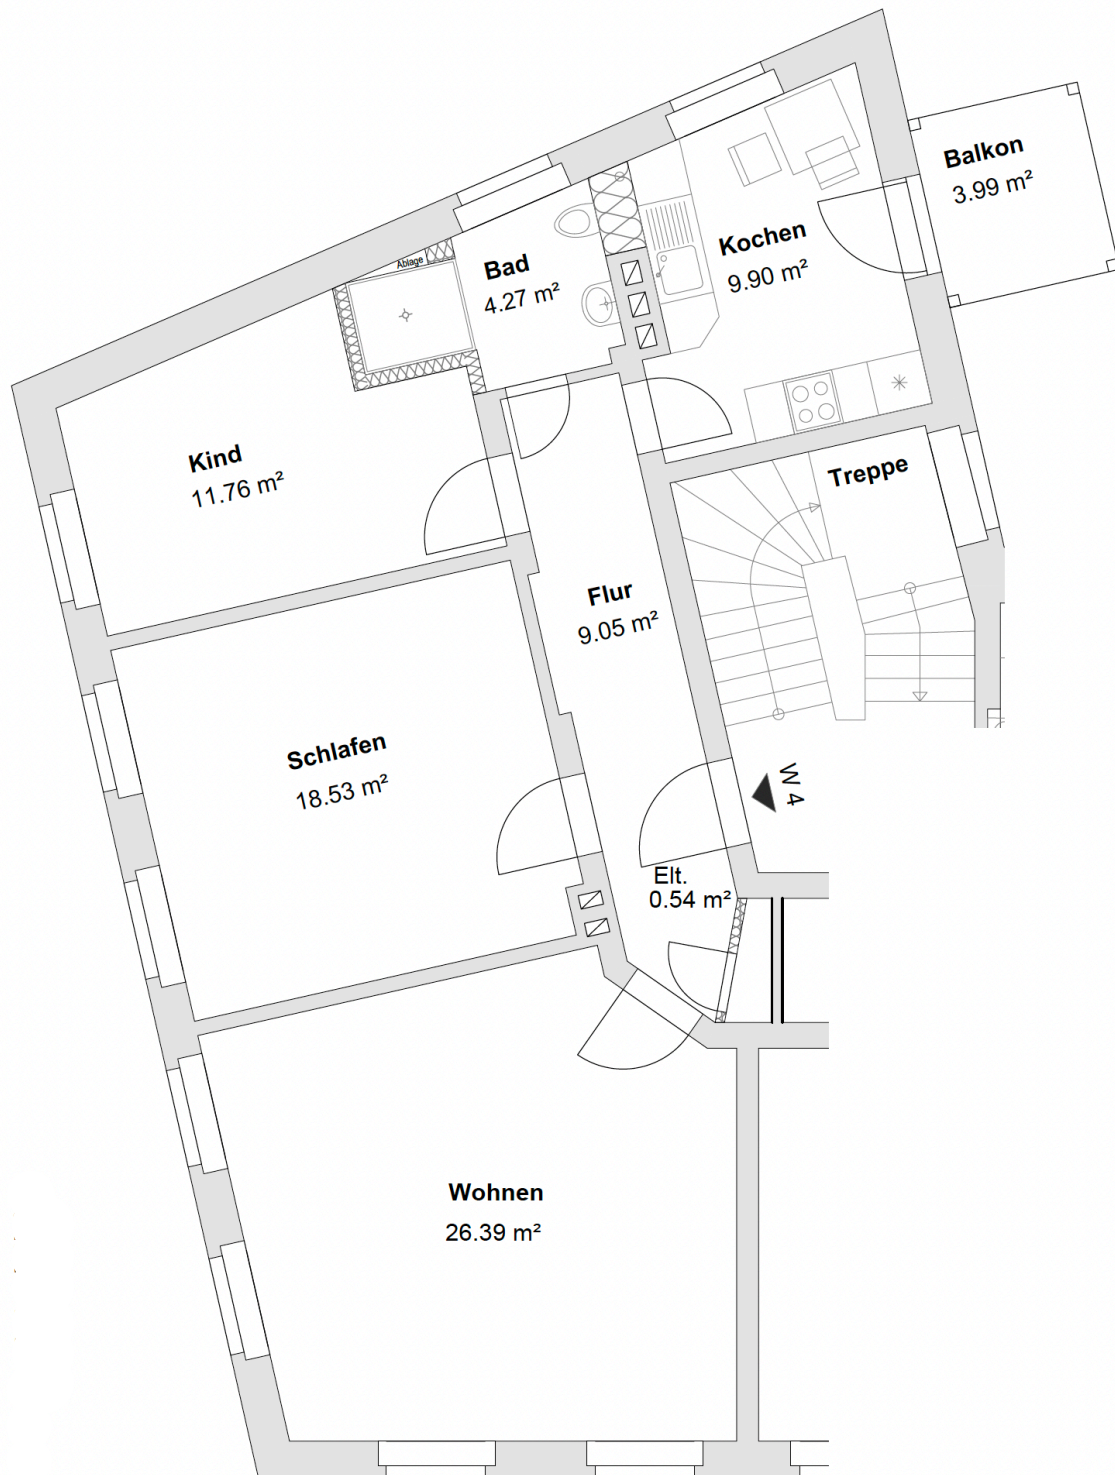 Balkon
3.99 m²
Kochen
9.90 m²
Bad
4.27 m²
Ablage
Kind
11.76 m²
Treppe
Flur
9.05 m²
Schlafen
18.53 m²
W 4
Elt.
0.54 m²
Wohnen
26.39 m²